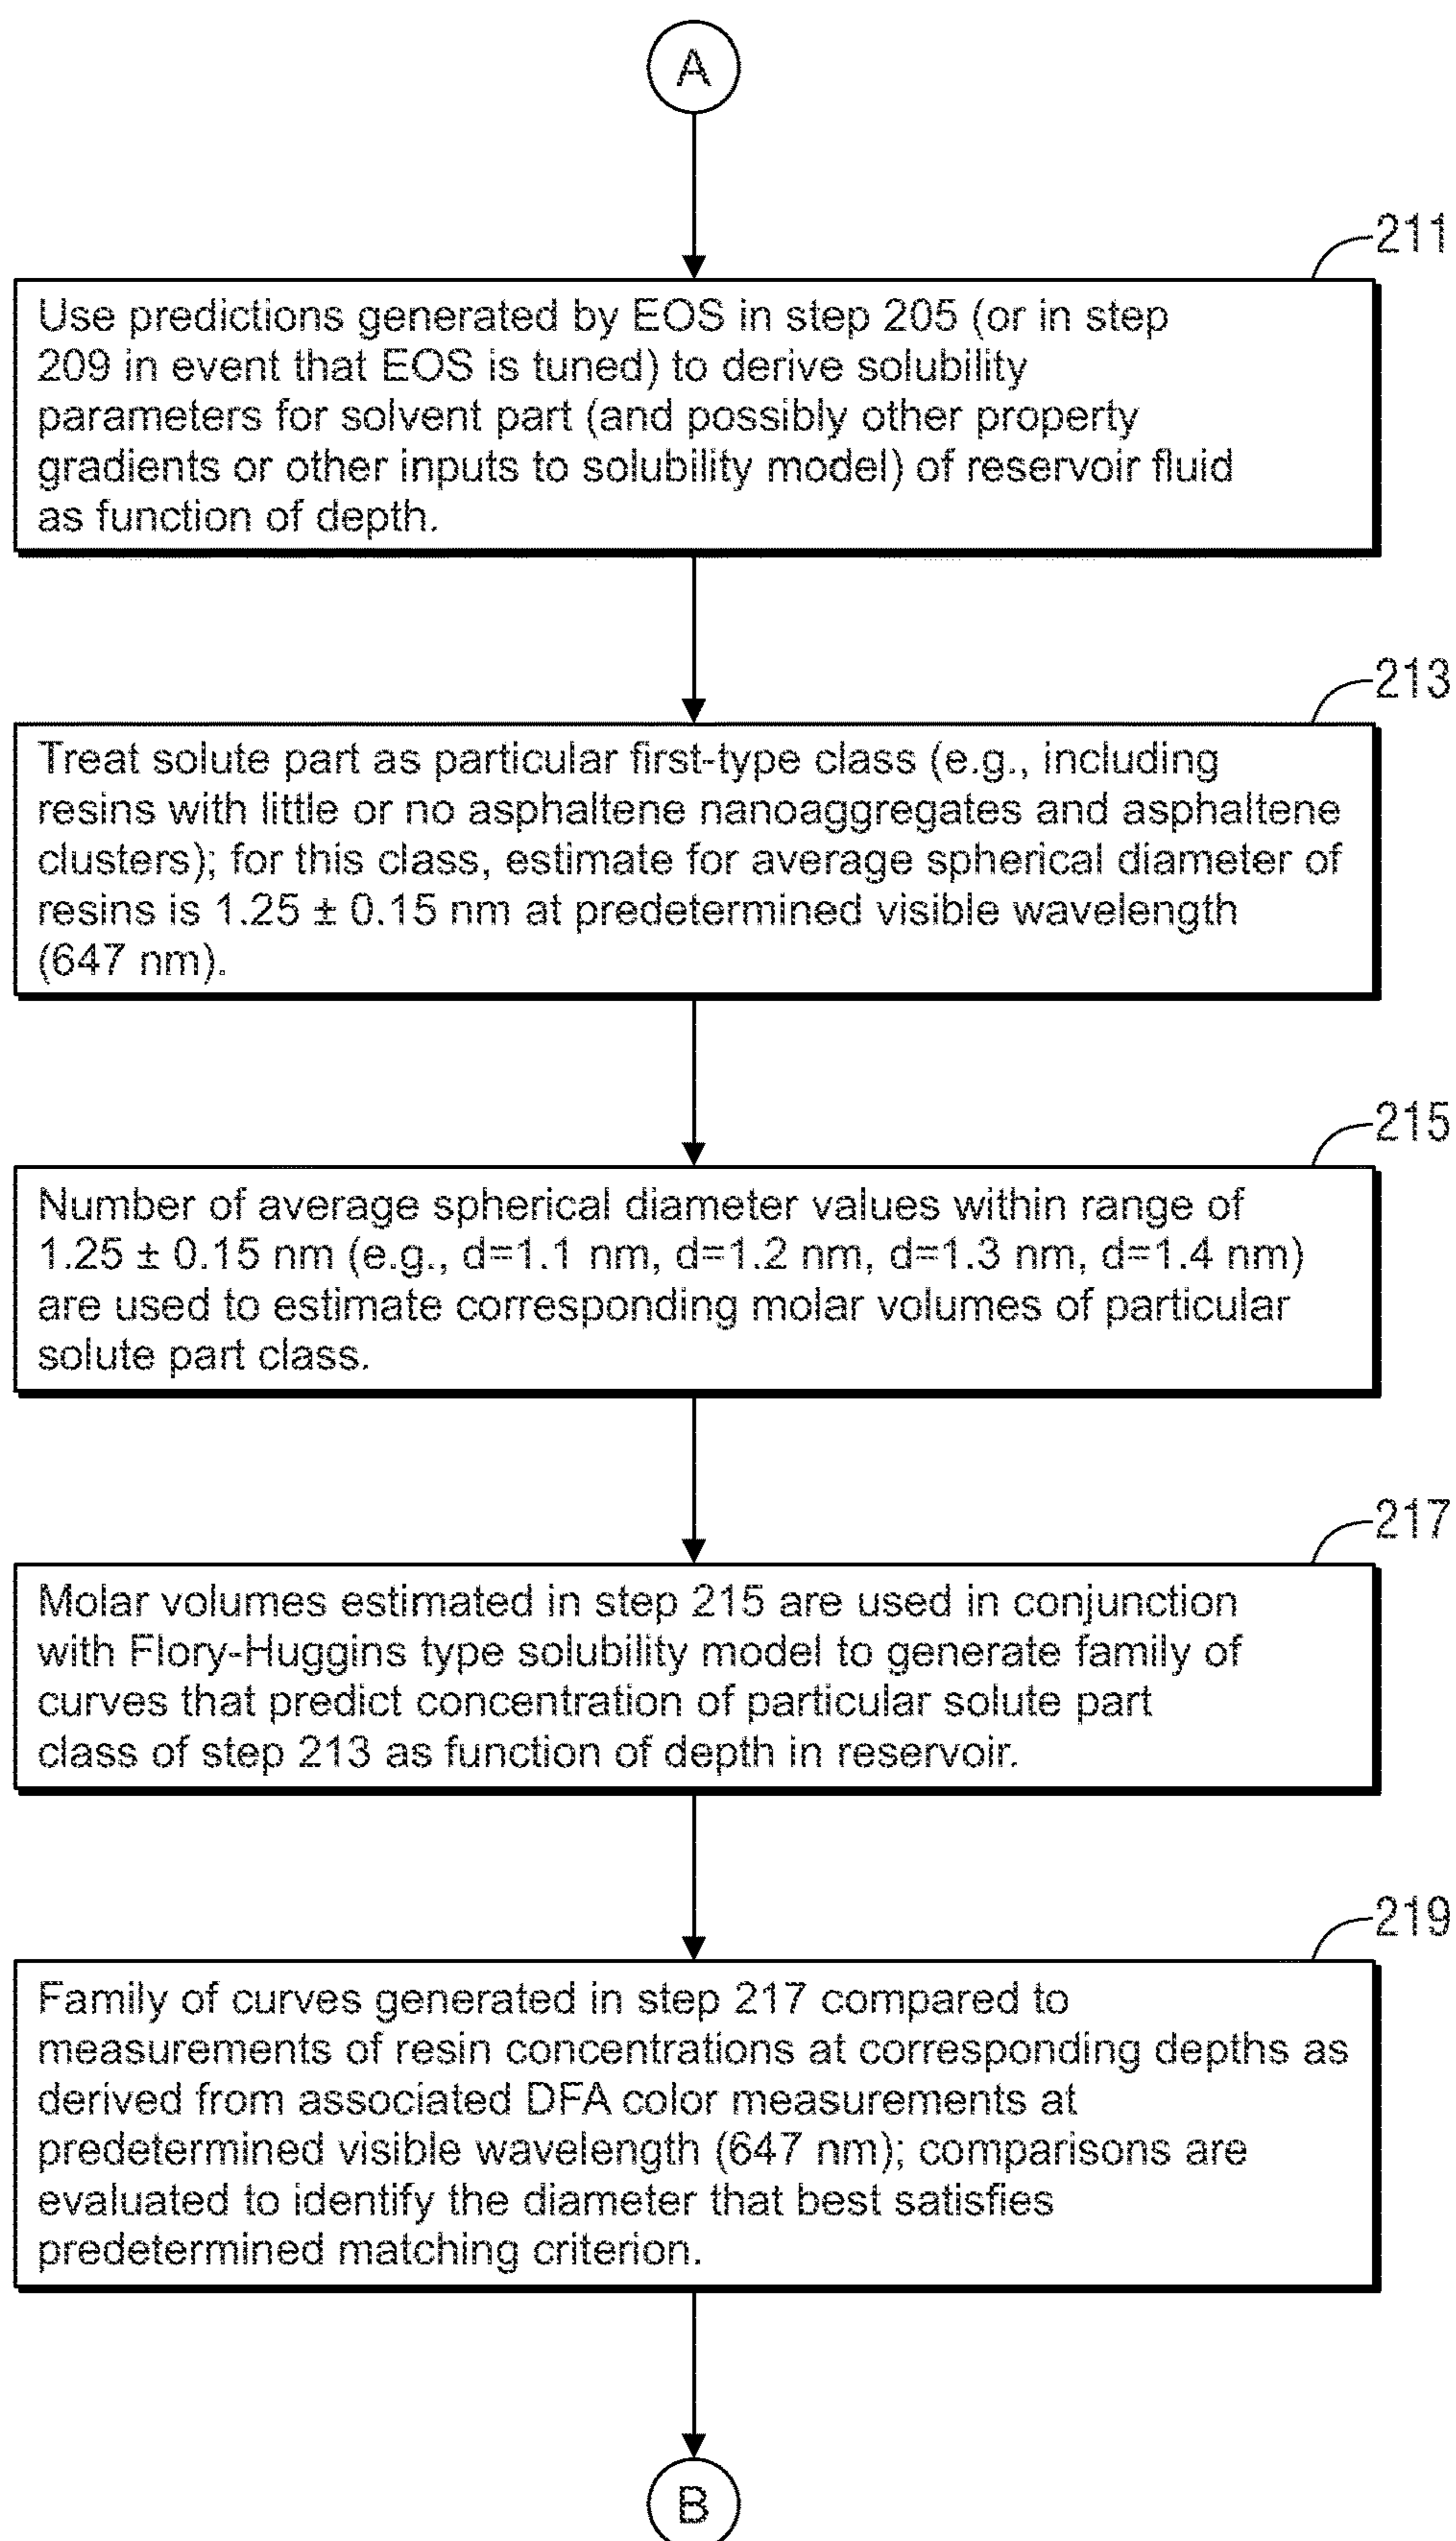 A
211
Use predictions generated by EOS in step 205 (or in step
209 in event that EOS is tuned) to derive solubility
parameters for solvent part (and possibly other property
gradients or other inputs to solubility model) of reservoir fluid
as function of depth.
213
Treat solute part as particular first-type class (e.g., including
resins with little or no asphaltene nanoaggregates and asphaltene
clusters); for this class, estimate for average spherical diameter of
resins is 1.25 ± 0.15 nm at predetermined visible wavelength
(647 nm).
215
Number of average spherical diameter values within range of
1.25 ± 0.15 nm (e.g., d=1.1 nm, d=1.2 nm, d=1.3 nm, d=1.4 nm)
are used to estimate corresponding molar volumes of particular
solute part class.
217
Molar volumes estimated in step 215 are used in conjunction
with Flory-Huggins type solubility model to generate family of
curves that predict concentration of particular solute part
class of step 213 as function of depth in reservoir.
219
Family of curves generated in step 217 compared to
measurements of resin concentrations at corresponding depths as
derived from associated DFA color measurements at
predetermined visible wavelength (647 nm); comparisons are
evaluated to identify the diameter that best satisfies
predetermined matching criterion.
B